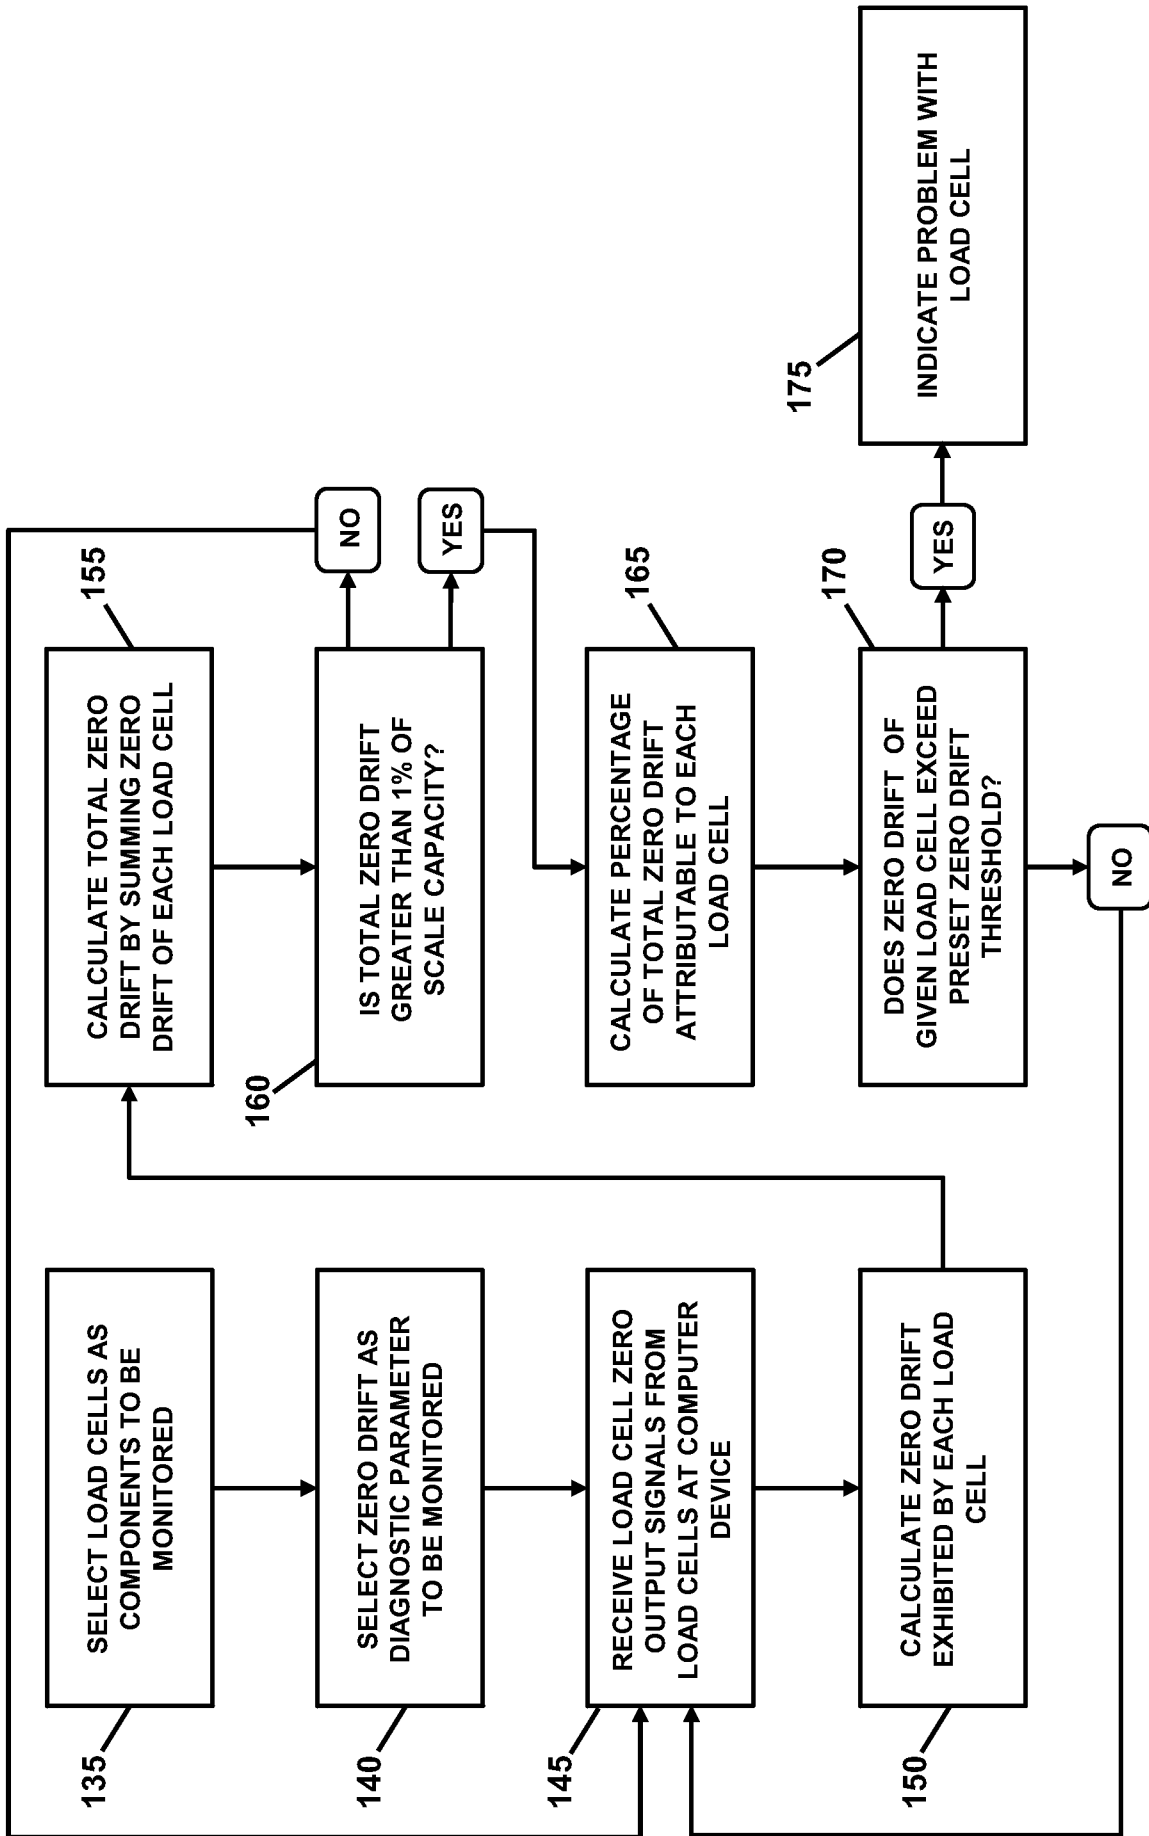 SELECT LOAD CELLS AS
COMPONENTS TO BE
MONITORED
135
SELECT ZERO DRIFT AS
DIAGNOSTIC PARAMETER
TO BE MONITORED
140
RECEIVE LOAD CELL ZERO
OUTPUT SIGNALS FROM
LOAD CELLS AT COMPUTER
DEVICE
145
CALCULATE ZERO DRIFT
EXHIBITED BY EACH LOAD
CELL
150
CALCULATE TOTAL ZERO
DRIFT BY SUMMING ZERO
DRIFT OF EACH LOAD CELL
155
IS TOTAL ZERO DRIFT
GREATER THAN 1% OF
SCALE CAPACITY?
160
NO
YES
CALCULATE PERCENTAGE
OF TOTAL ZERO DRIFT
ATTRIBUTABLE TO EACH
LOAD CELL
165
DOES ZERO DRIFT OF
GIVEN LOAD CELL EXCEED
PRESET ZERO DRIFT
THRESHOLD?
170
YES
NO
INDICATE PROBLEM WITH
LOAD CELL
175